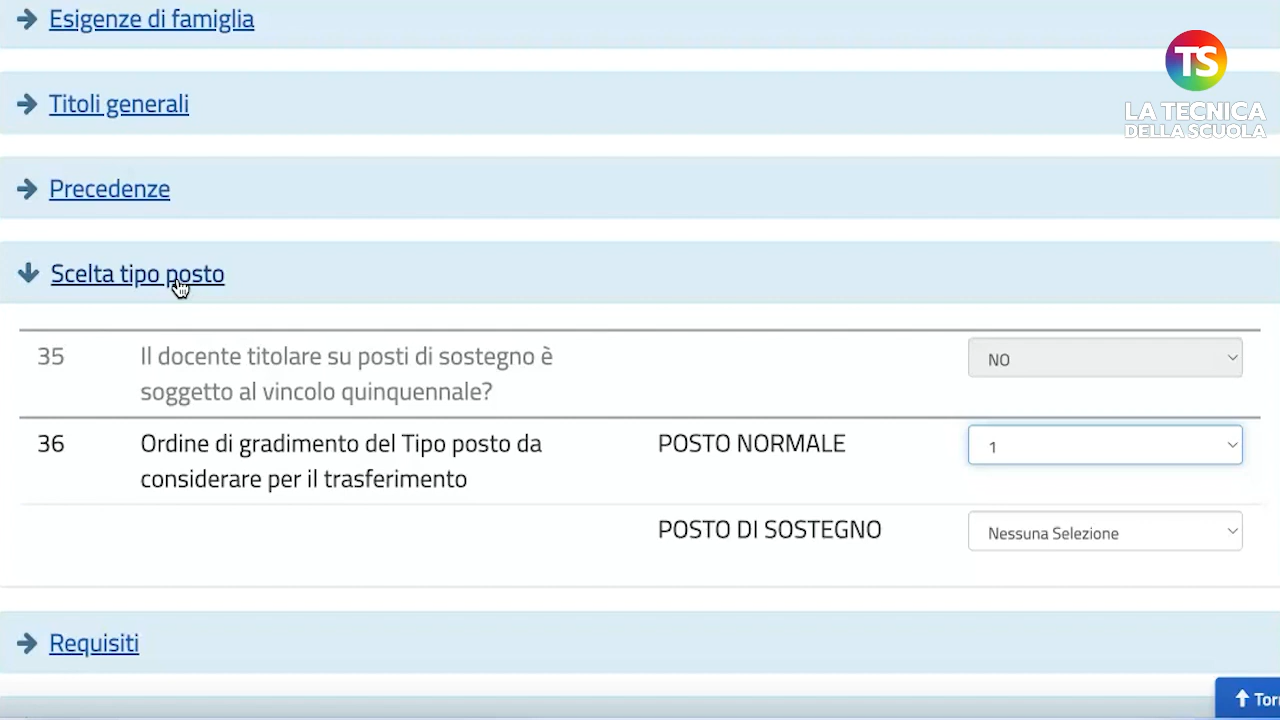 Esigenze di famiglia
TS
LA TECNICA
DELLA SCUOLA
Titoli generali
Precedenze
Scelta tipo posto
35 Il docente titolare su posti di sostegno è NO
soggetto al vincolo quinquennale?
36 Ordine di gradimento del Tipo posto da POSTO NORMALE 1
considerare per il trasferimento
POSTO DI SOSTEGNO Nessuna Selezione
Requisiti